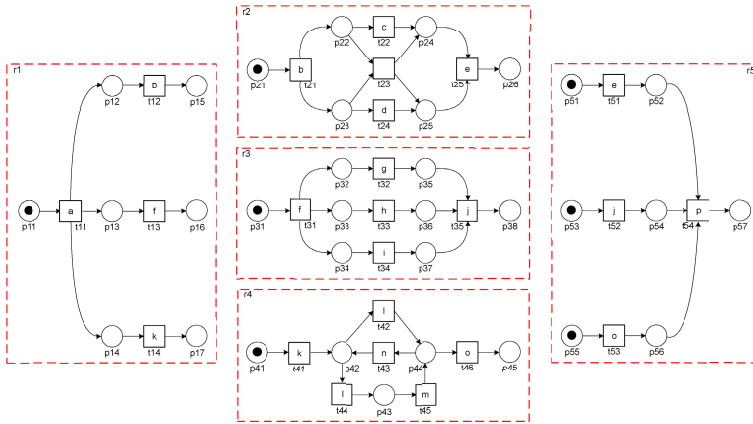 r1
b
p12
t12
p15
a
p11
t11
f
p13
t13
p16
k
p14
t14
p17
r2
c
p22
t22
p24
b
p21
t21
t23
e
t25
p26
d
p23
t24
p25
r3
g
p32
t32
p35
f
p31
t31
h
p33
t33
p36
j
t35
p38
i
p34
t34
p37
r4
l
t42
k
p41
t41
p42
n
t43
p44
o
t46
p45
l
t44
p43
m
t45
r5
e
p51
t51
p52
j
p53
t52
p54
p
t54
p57
o
p55
t53
p56